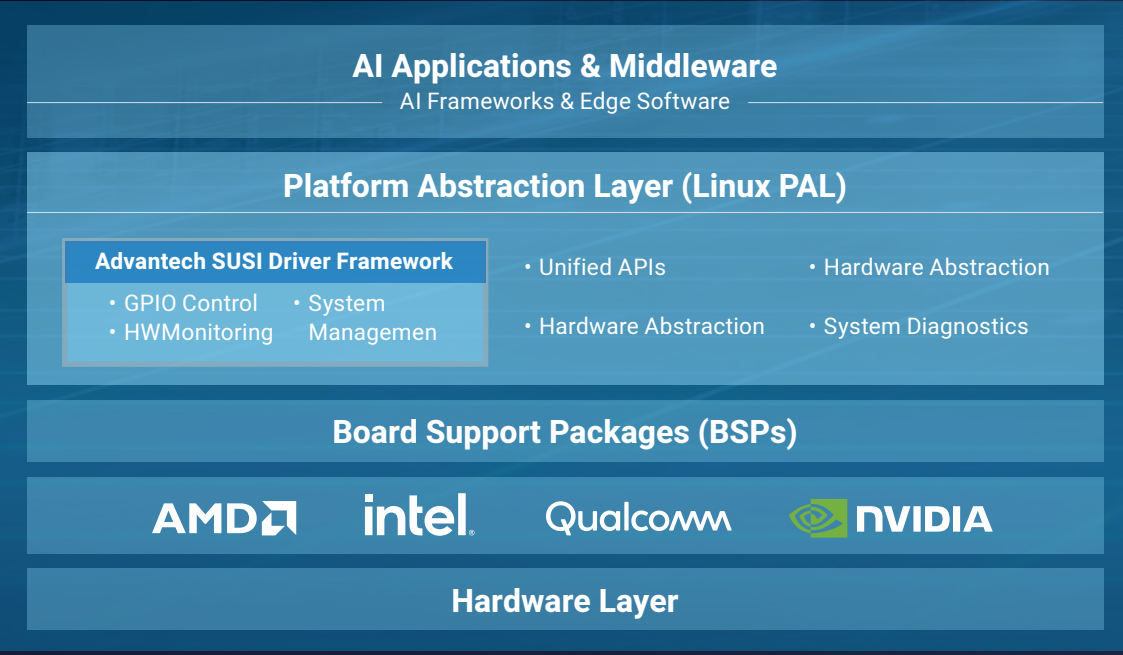 AI Applications & Middleware
AI Frameworks & Edge Software
Platform Abstraction Layer (Linux PAL)
Advantech SUSI Driver Framework
• GPIO Control
• HWMonitoring
• System
Managemen
• Unified APIs
• Hardware Abstraction
• Hardware Abstraction
• System Diagnostics
Board Support Packages (BSPs)
AMD intel. Qualcomm NVIDIA
Hardware Layer